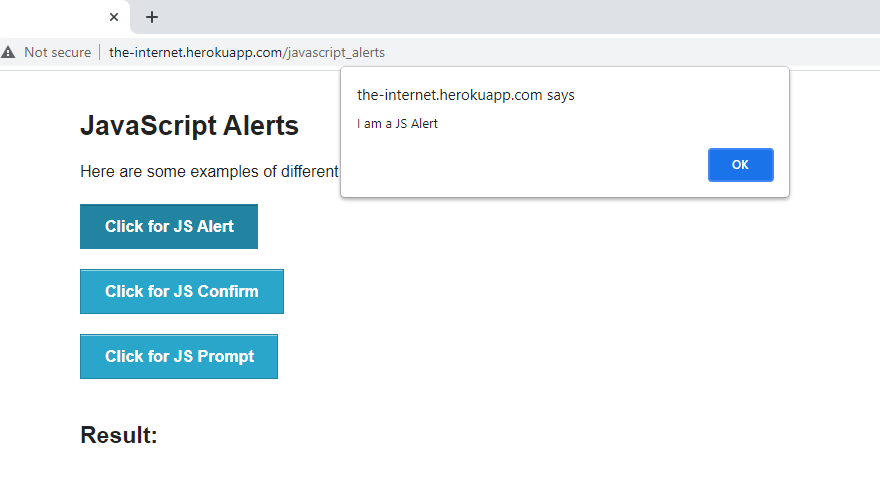 Not secure the-internet.herokuapp.com/javascript_alerts
the-internet.herokuapp.com says
I am a JS Alert
OK
JavaScript Alerts
Here are some examples of different
Click for JS Alert
Click for JS Confirm
Click for JS Prompt
Result: